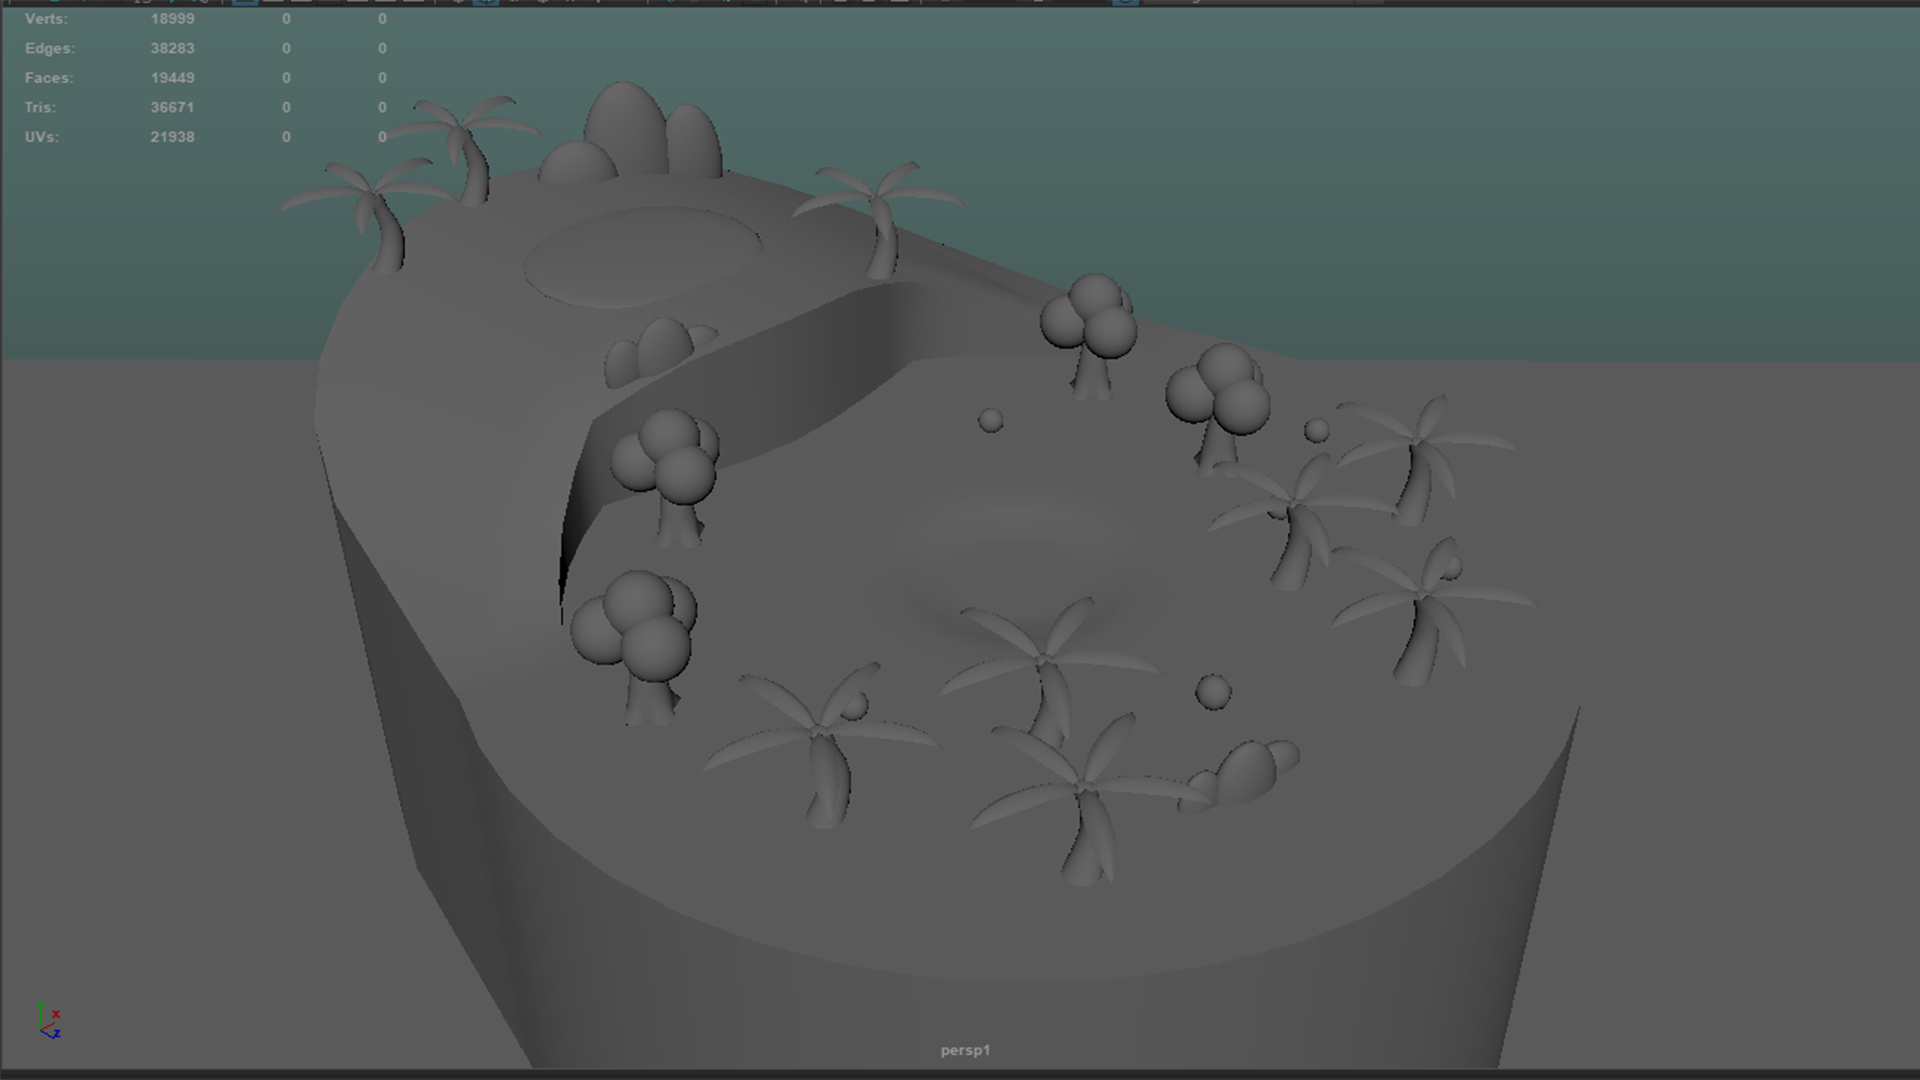 Verts: 18999 0 0
Edges: 38283 0 0
Faces: 19449 0 0
Tris: 36671 0 0
UVs: 21938 0 0
x
z
persp1